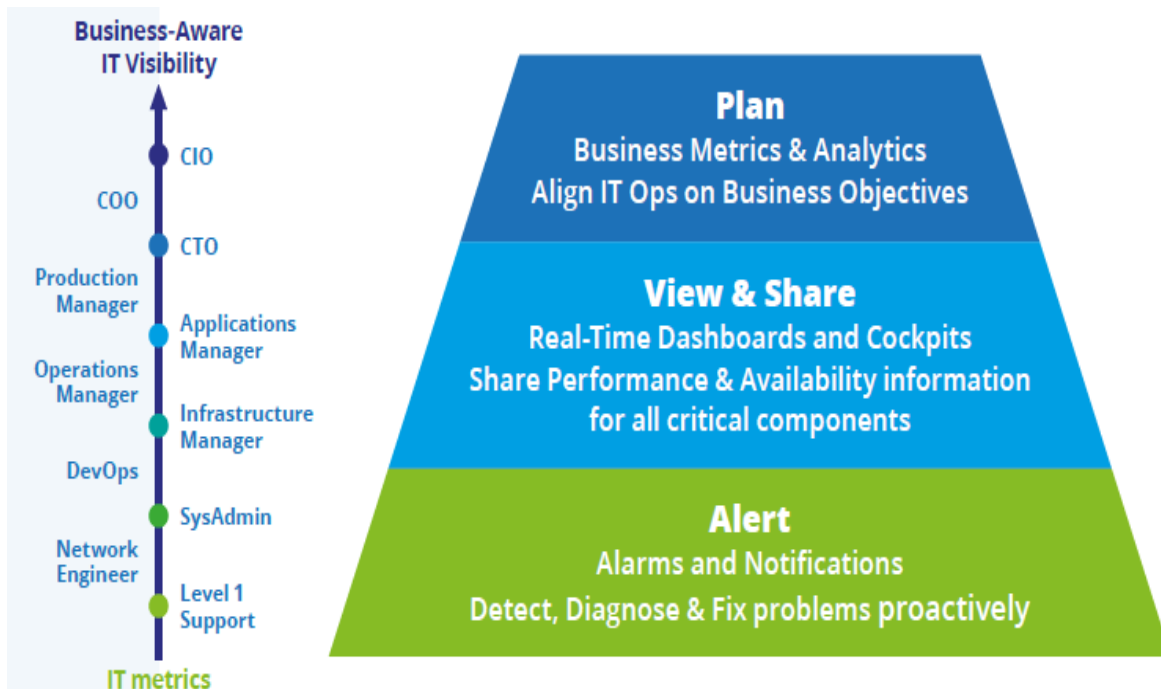 Business-Aware
IT Visibility
CIO
COO
CTO
Production
Manager
Applications
Manager
Operations
Manager
Infrastructure
Manager
DevOps
SysAdmin
Network
Engineer
Level 1
Support
IT metrics
Plan
Business Metrics & Analytics
Align IT Ops on Business Objectives
View & Share
Real-Time Dashboards and Cockpits
Share Performance & Availability information
for all critical components
Alert
Alarms and Notifications
Detect, Diagnose & Fix problems proactively